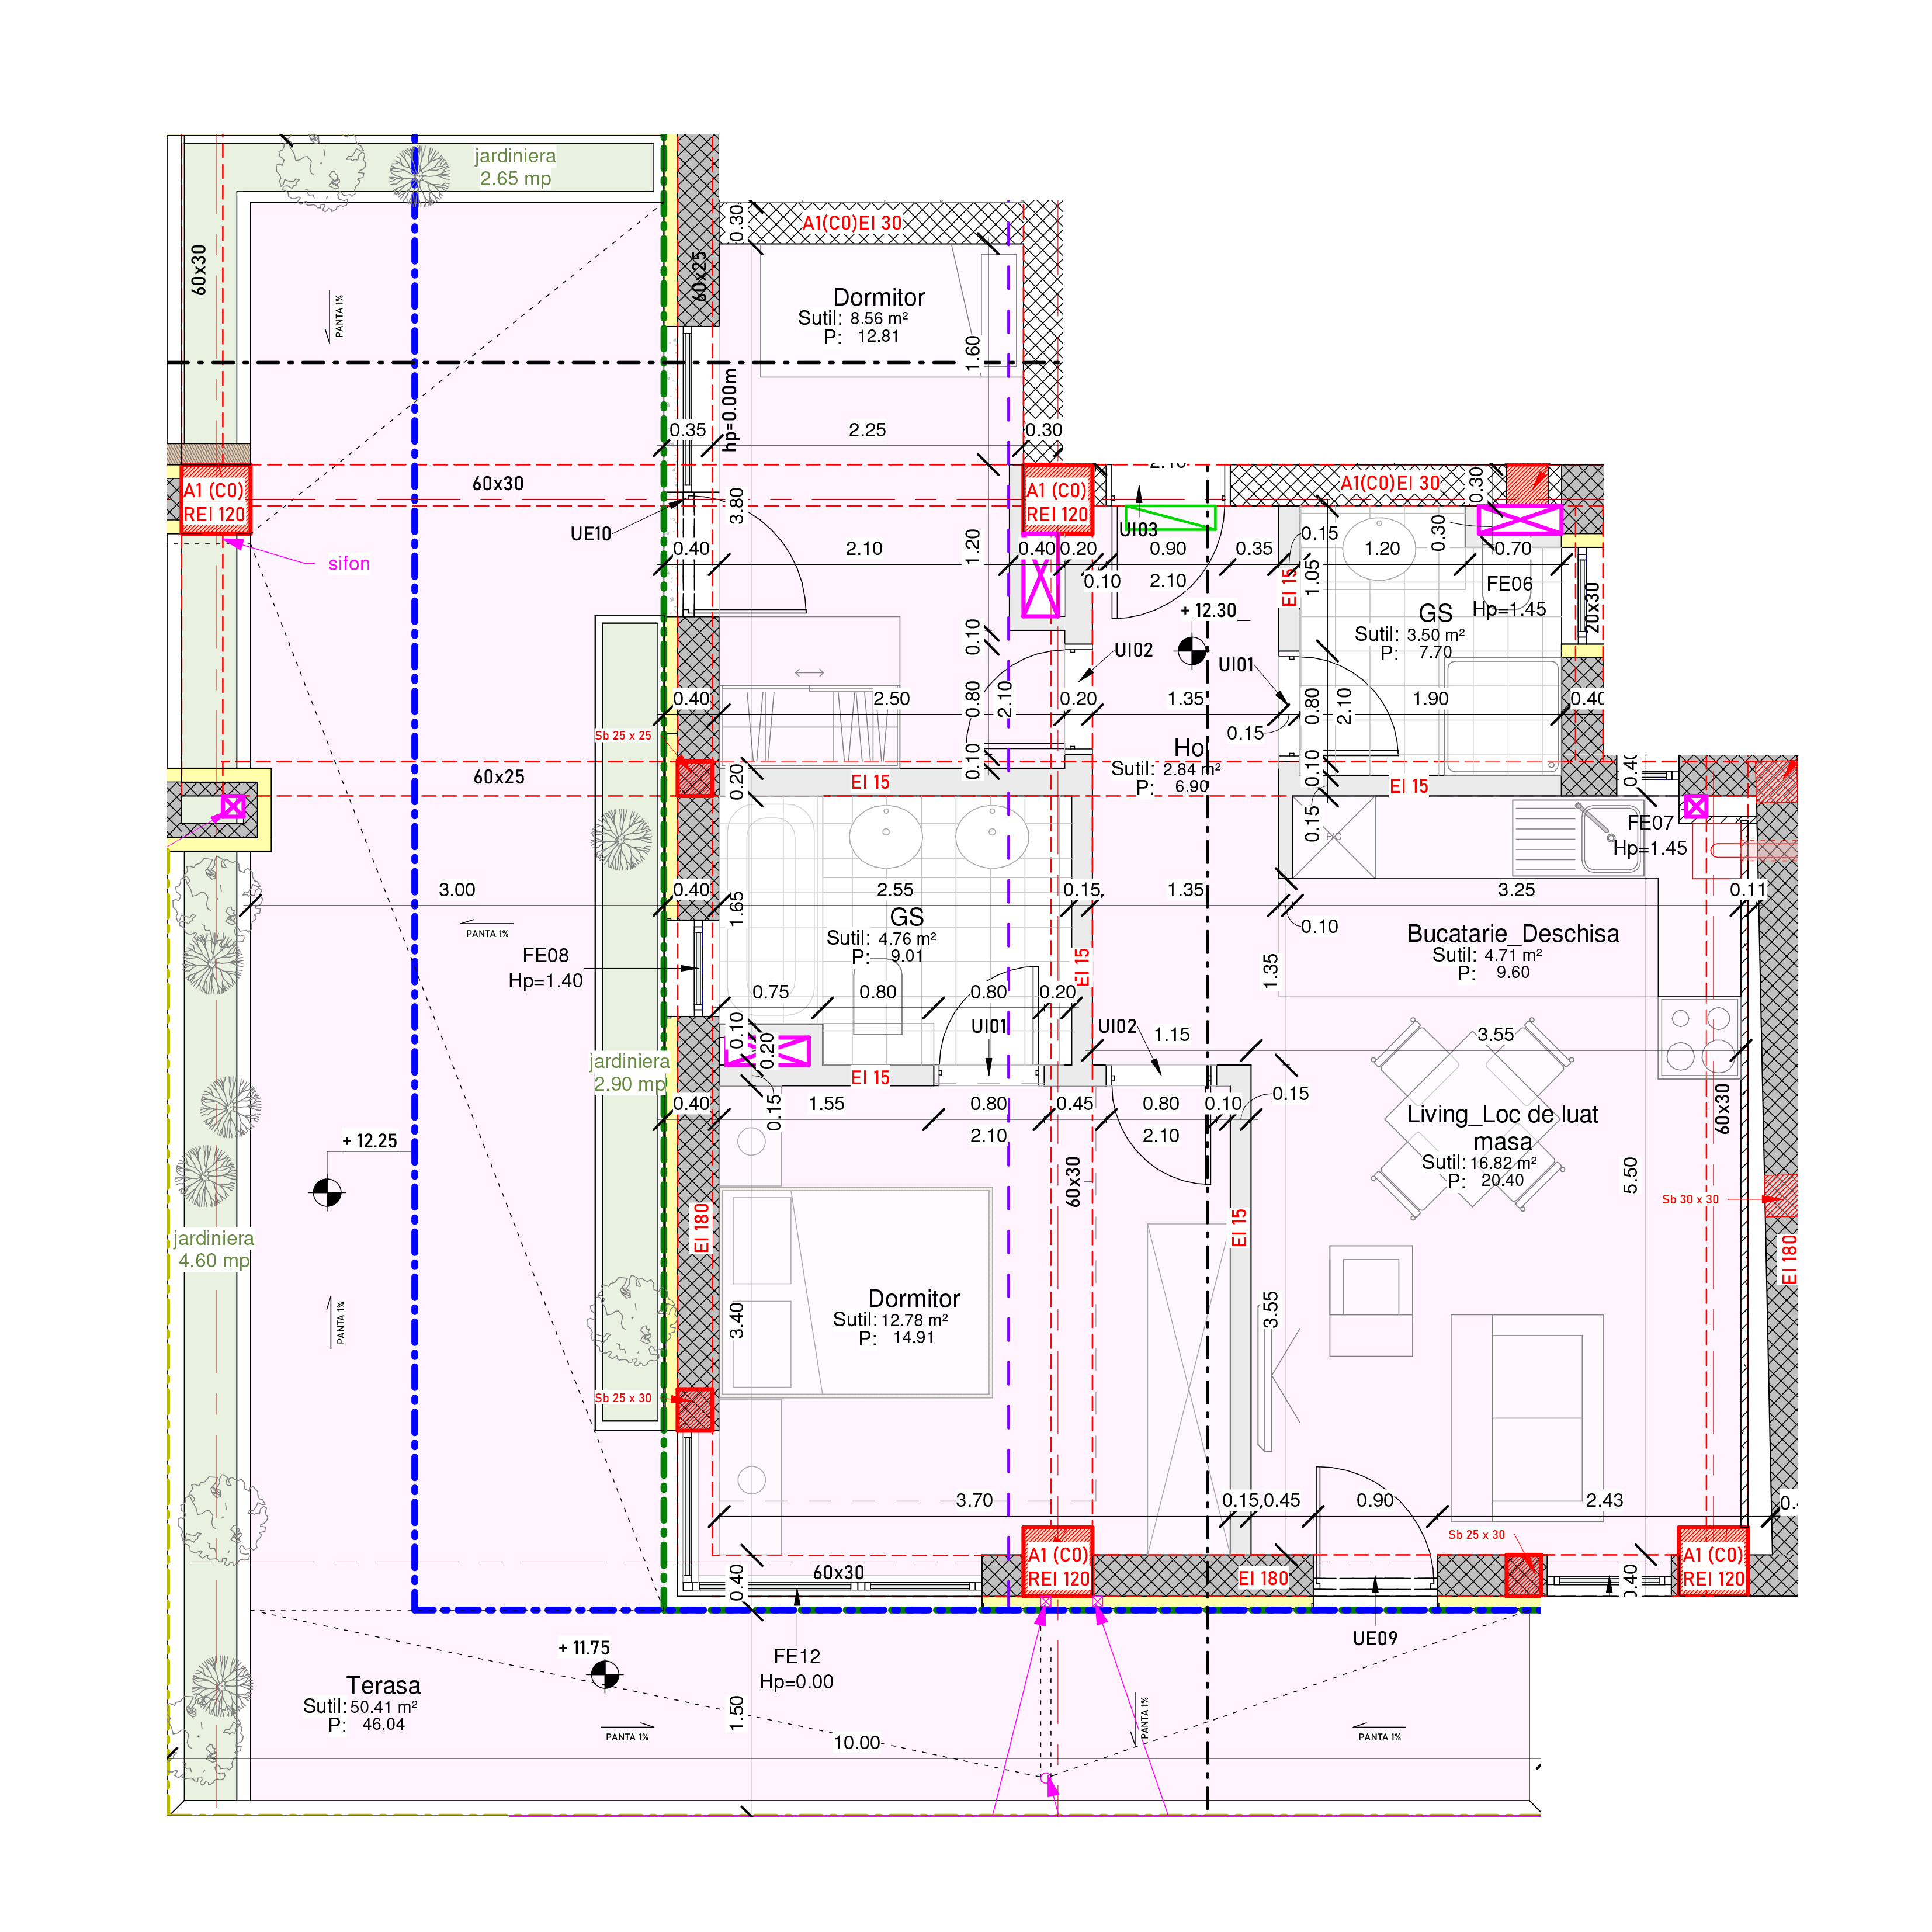 jardiniera
2.65 mp
60x30
PANTA 1%
0.30
A1(C0)EI 30
60x25
Dormitor
Sutil: 8.56 m²
P: 12.81
1.60
hp=0.00m
0.35
2.25
0.30
A1 (C0)
REI 120
60x30
UE10
3.80
sifon
A1 (C0)
REI 120
UI03
A1(C0)EI 30
0.30
0.40
2.10
1.20
0.40
0.20
0.10
0.90
2.10
0.35
0.15
EI 15
1.05
1.20
0.30
0.70
FE06
Hp=1.45
20x30
+ 12.30
GS
Sutil: 3.50 m²
P: 7.70
0.10
UI02
UI01
0.40
2.50
0.80
2.10
0.20
1.35
0.15
0.80
2.10
1.90
0.40
Sb 25 x 25
Hol
Sutil: 2.84 m²
P: 6.90
0.10
0.10
60x25
0.20
EI 15
EI 15
0.40
0.15
FE07
Hp=1.45
3.00
0.40
1.65
2.55
0.15
1.35
3.25
0.11
PANTA 1%
GS
Sutil: 4.76 m²
P: 9.01
0.10
Bucatarie_Deschisa
Sutil: 4.71 m²
P: 9.60
FE08
Hp=1.40
EI 15
1.35
0.75
0.80
0.80
0.20
UI01
UI02
1.15
3.55
0.10
0.20
jardiniera
2.90 mp
EI 15
0.40
0.15
1.55
0.80
2.10
0.45
0.80
2.10
0.10
0.15
60x30
Living_Loc de luat
masa
Sutil: 16.82 m²
P: 20.40
+ 12.25
60x30
5.50
Sb 30 x 30
EI 180
EI 15
EI 180
jardiniera
4.60 mp
PANTA 1%
Dormitor
Sutil: 12.78 m²
P: 14.91
3.40
3.55
Sb 25 x 30
3.70
0.15
0.45
0.90
2.43
Sb 25 x 30
A1 (C0)
REI 120
A1 (C0)
REI 120
60x30
0.40
EI 180
0.40
UE09
+ 11.75
FE12
Hp=0.00
Terasa
Sutil: 50.41 m²
P: 46.04
1.50
PANTA 1%
PANTA 1%
PANTA 1%
10.00